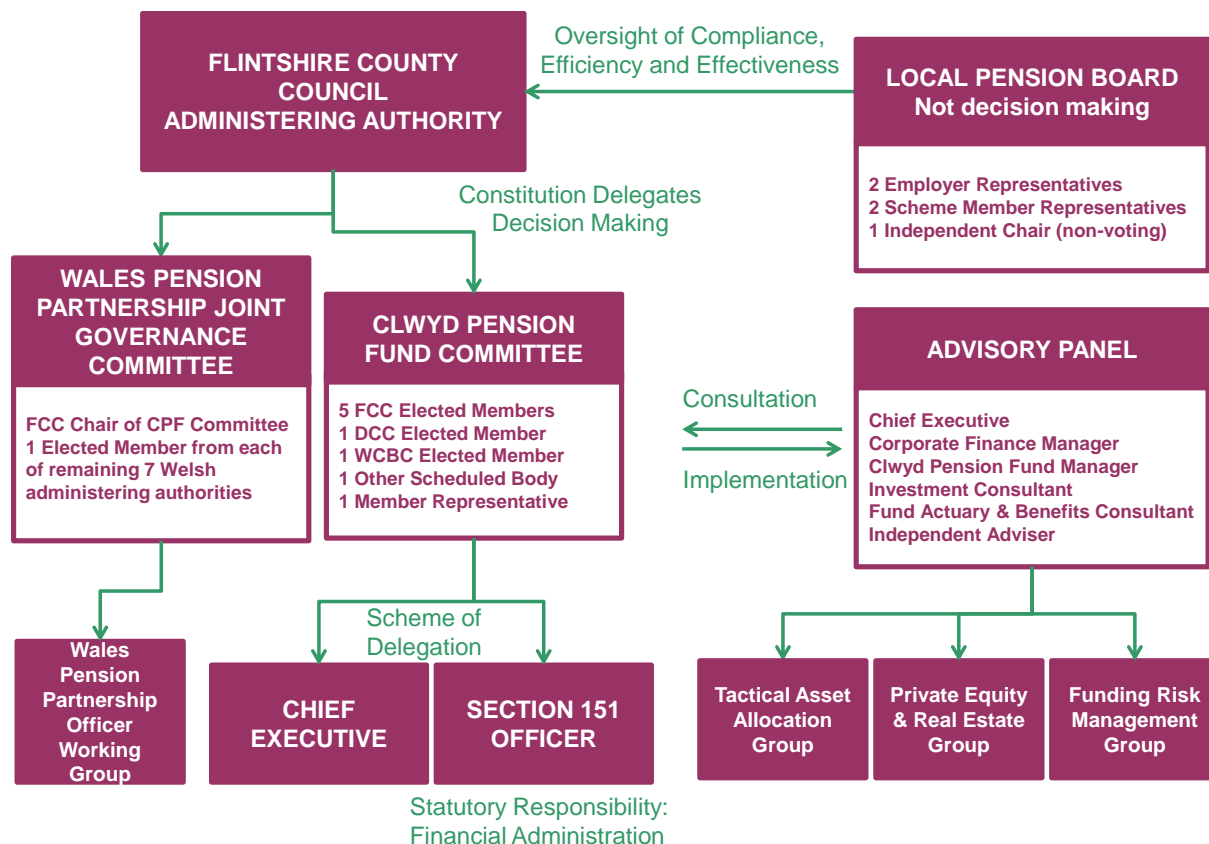 FLINTSHIRE COUNTY
COUNCIL
ADMINISTERING AUTHORITY
Oversight of Compliance,
Efficiency and Effectiveness
LOCAL PENSION BOARD
Not decision making
2 Employer Representatives
2 Scheme Member Representatives
1 Independent Chair (non-voting)
Constitution Delegates
Decision Making
WALES PENSION
PARTNERSHIP JOINT
GOVERNANCE
COMMITTEE
FCC Chair of CPF Committee
1 Elected Member from each
of remaining 7 Welsh
administering authorities
CLWYD PENSION
FUND COMMITTEE
5 FCC Elected Members
1 DCC Elected Member
1 WCBC Elected Member
1 Other Scheduled Body
1 Member Representative
Consultation
Implementation
ADVISORY PANEL
Chief Executive
Corporate Finance Manager
Clwyd Pension Fund Manager
Investment Consultant
Fund Actuary & Benefits Consultant
Independent Adviser
Wales
Pension
Partnership
Officer
Working
Group
Scheme of
Delegation
CHIEF
EXECUTIVE
SECTION 151
OFFICER
Statutory Responsibility:
Financial Administration
Tactical Asset
Allocation
Group
Private Equity
& Real Estate
Group
Funding Risk
Management
Group